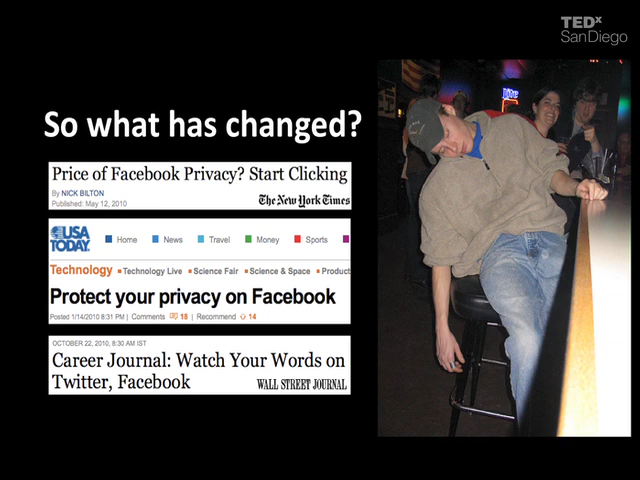 TEDx
SanDiego
So what has changed?
Price of Facebook Privacy? Start Clicking
By NICK BILTON
Published: May 12, 2010
The New York Times
USA TODAY
Home News Travel Money Sports
Technology Technology Live Science Fair Science & Space Product
Protect your privacy on Facebook
Posted 1/14/2010 8:31 PM | Comments 18 | Recommend 14
OCTOBER 22, 2010, 8:30 AM IST
Career Journal: Watch Your Words on
Twitter, Facebook
WALL STREET JOURNAL